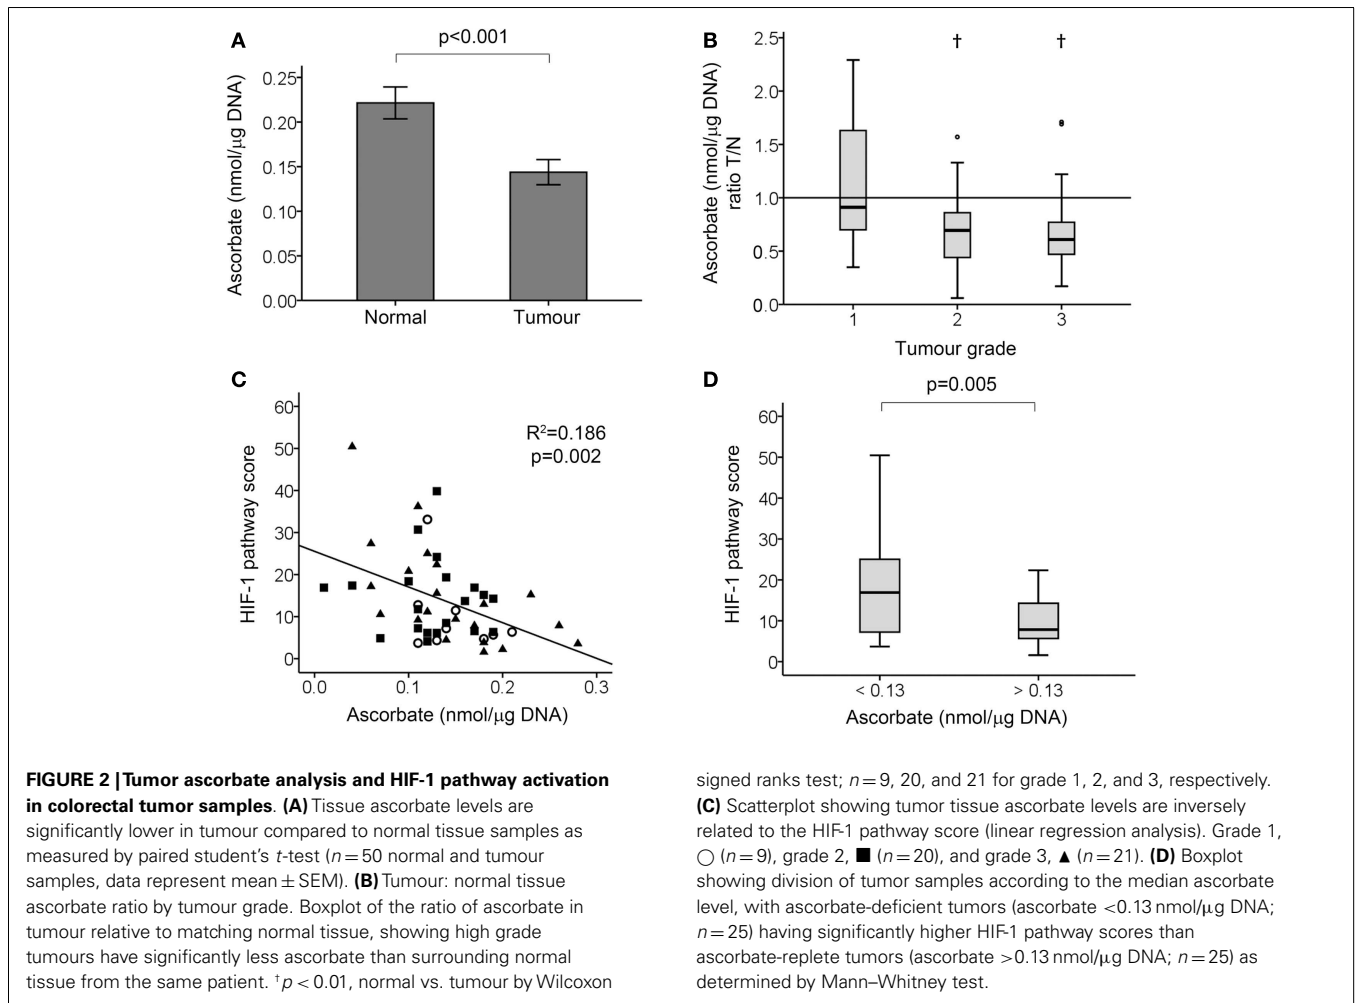 A
p<0.001
Ascorbate (nmol/µg DNA)
0.25
0.20
0.15
0.10
0.05
0.00
Normal
Tumour
B
Ascorbate (nmol/µg DNA)
ratio T/N
2.5
2.0
1.5
1.0
0.5
0.0
†
†
1
2
3
Tumour grade
C
HIF-1 pathway score
60
50
40
30
20
10
0
R²=0.186
p=0.002
0.0
0.1
0.2
0.3
Ascorbate (nmol/µg DNA)
D
p=0.005
HIF-1 pathway score
60
50
40
30
20
10
0
< 0.13
> 0.13
Ascorbate (nmol/µg DNA)
FIGURE 2 | Tumor ascorbate analysis and HIF-1 pathway activation
in colorectal tumor samples. (A) Tissue ascorbate levels are
significantly lower in tumour compared to normal tissue samples as
measured by paired student's t-test (n = 50 normal and tumour
samples, data represent mean ± SEM). (B) Tumour: normal tissue
ascorbate ratio by tumour grade. Boxplot of the ratio of ascorbate in
tumour relative to matching normal tissue, showing high grade
tumours have significantly less ascorbate than surrounding normal
tissue from the same patient. †p < 0.01, normal vs. tumour by Wilcoxon
signed ranks test; n = 9, 20, and 21 for grade 1, 2, and 3, respectively.
(C) Scatterplot showing tumor tissue ascorbate levels are inversely
related to the HIF-1 pathway score (linear regression analysis). Grade 1,
○ (n = 9), grade 2, ■ (n = 20), and grade 3, ▲ (n = 21). (D) Boxplot
showing division of tumor samples according to the median ascorbate
level, with ascorbate-deficient tumors (ascorbate <0.13 nmol/µg DNA;
n = 25) having significantly higher HIF-1 pathway scores than
ascorbate-replete tumors (ascorbate >0.13 nmol/µg DNA; n = 25) as
determined by Mann–Whitney test.